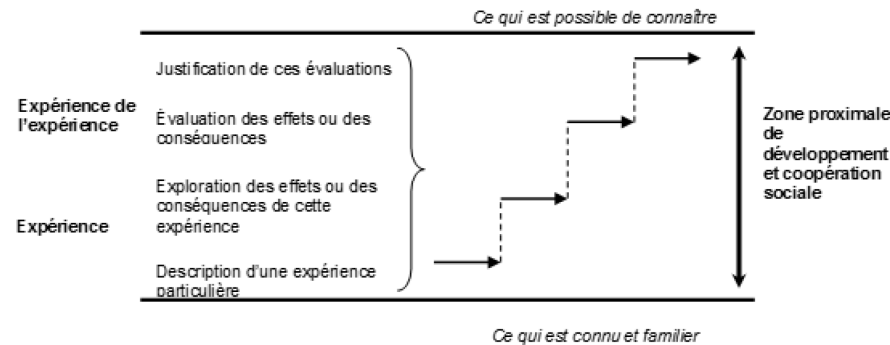 Ce qui est possible de connaître
Justification de ces évaluations
Expérience de
l'expérience
Évaluation des effets ou des
conséquences
Exploration des effets ou des
conséquences de cette
expérience
Expérience
Description d'une expérience
particulière
Zone proximale
de
développement
et coopération
sociale
Ce qui est connu et familier